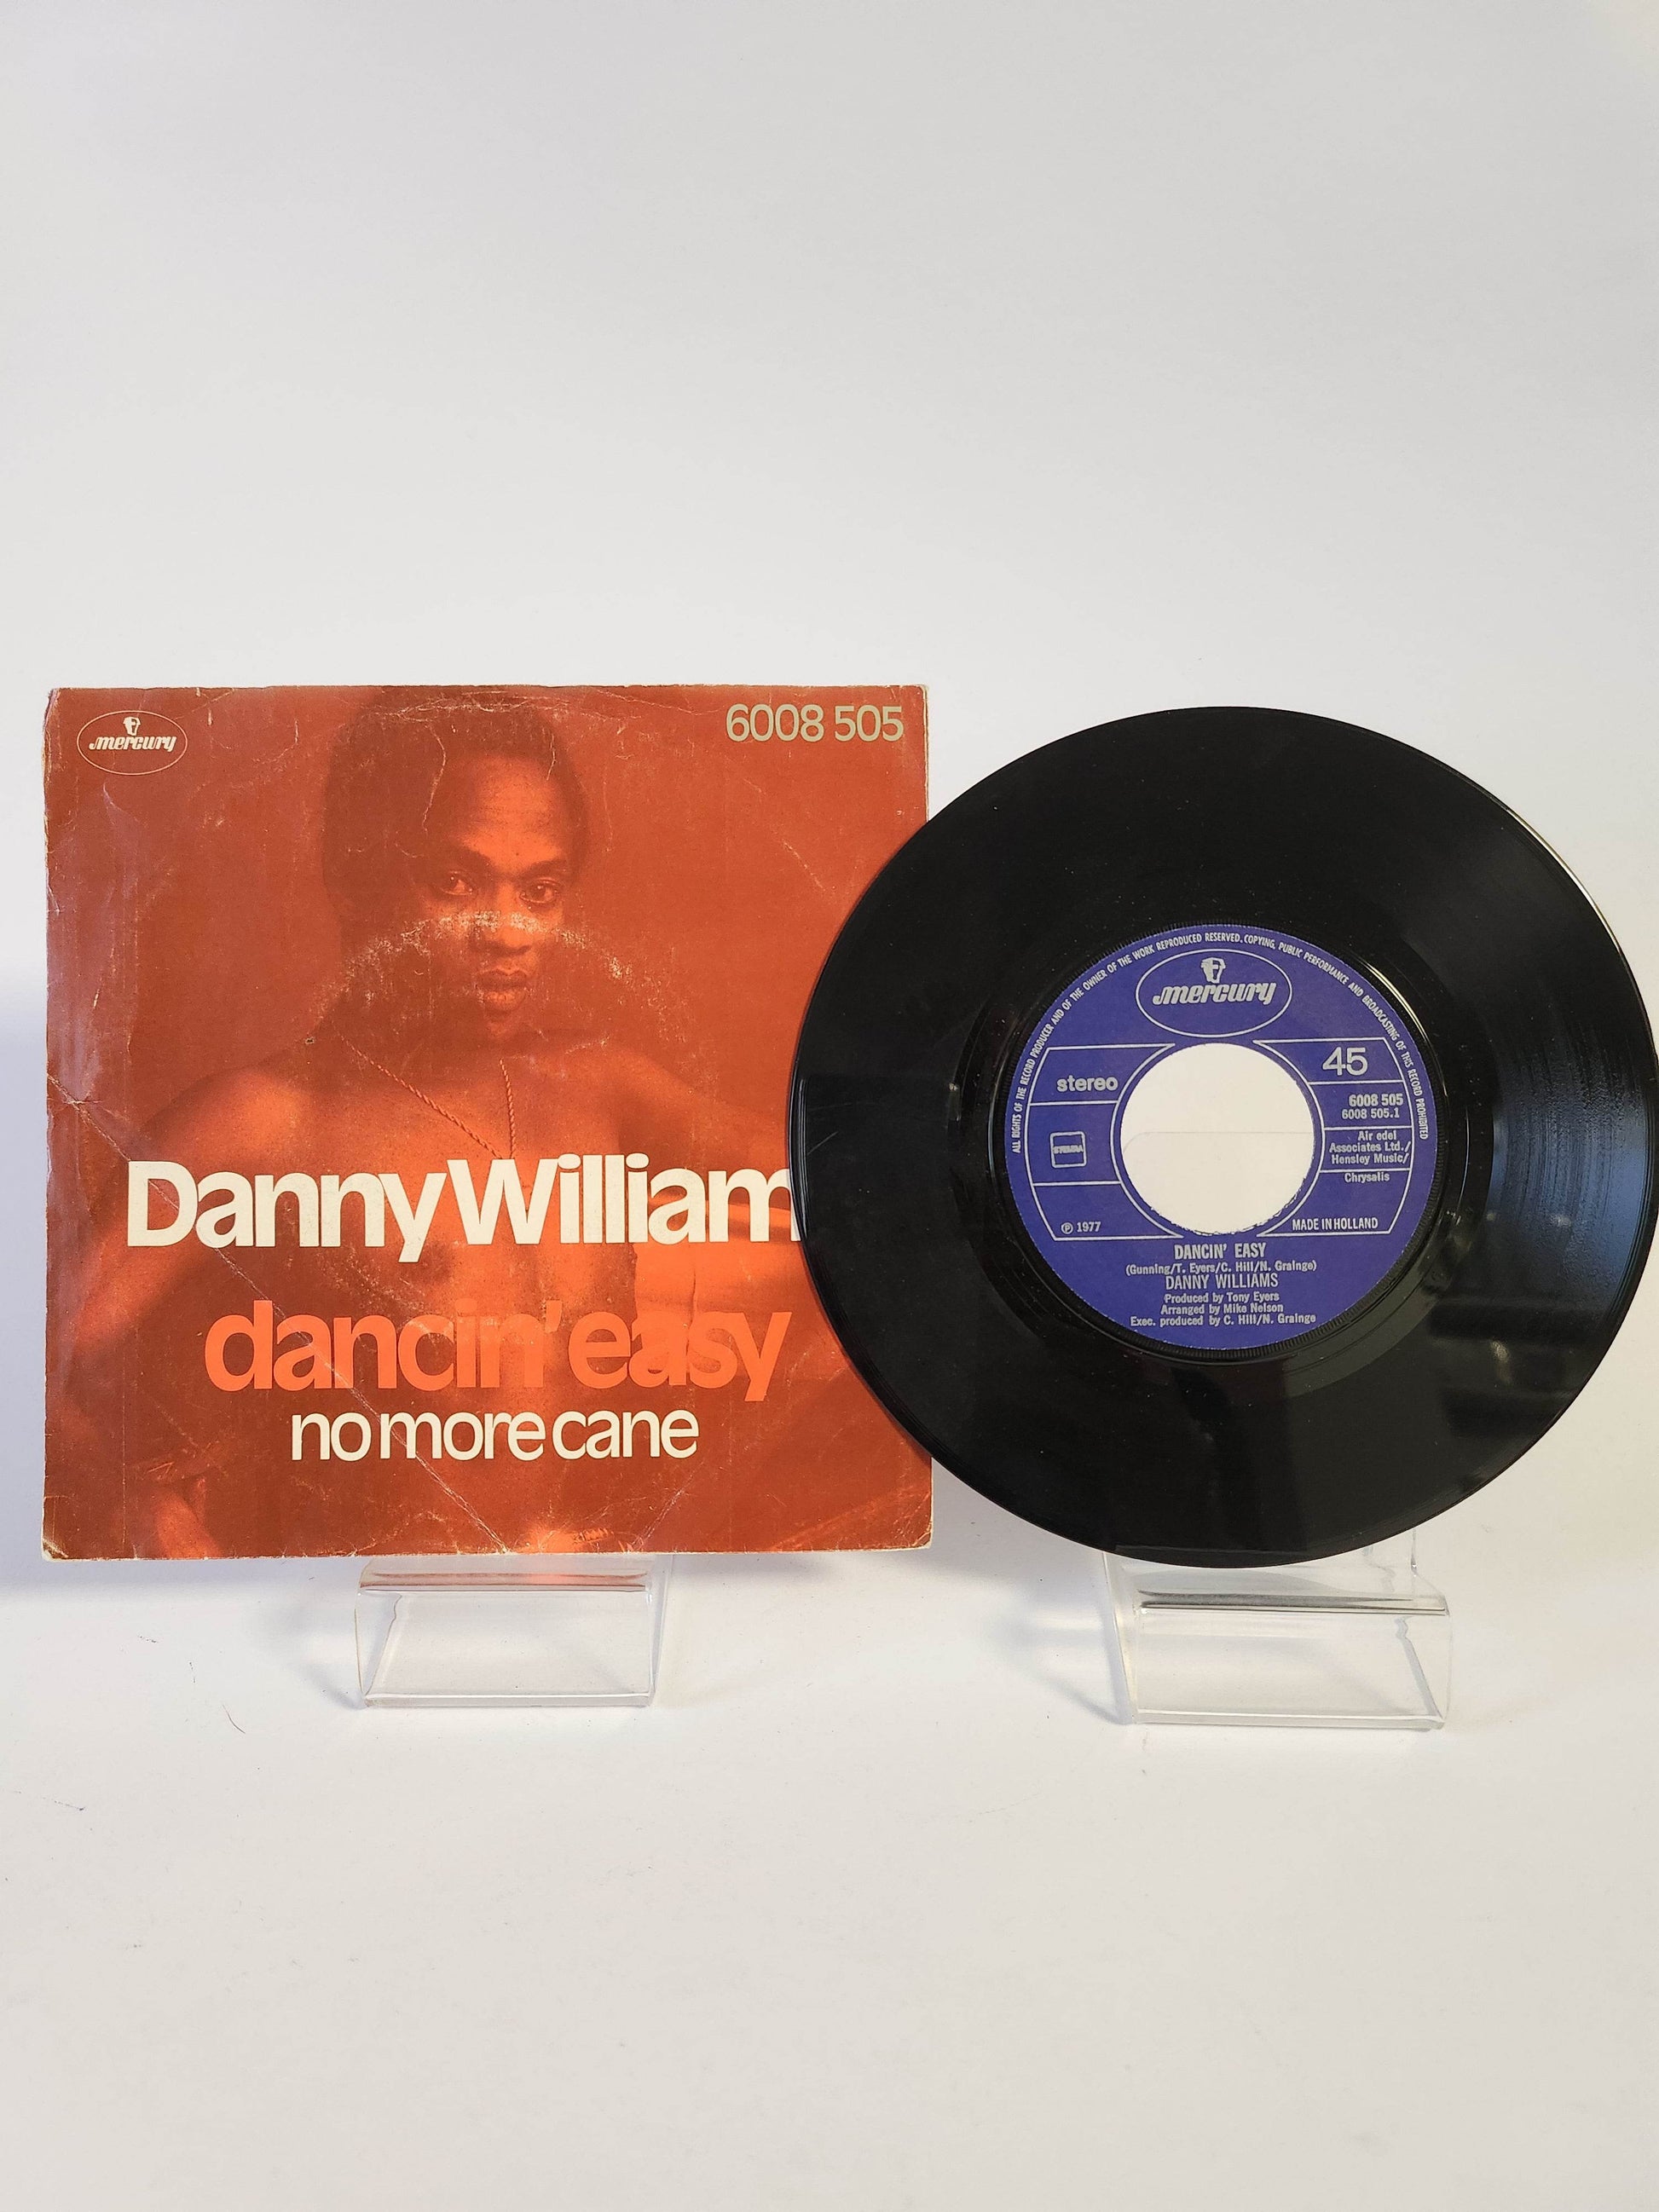 mercury
6008 505
Danny William
dancin' easy
no more cane
ALL RIGHTS OF THE RECORD PRODUCER AND OF THE OWNER OF THE WORK REPRODUCED RESERVED. COPYING, PUBLIC PERFORMANCE AND BROADCASTING OF THIS RECORD PROHIBITED
mercury
stereo
STEMRA
45
6008 505
6008 505.1
Air edel
Associates Ltd./
Hensley Music/
Chrysalis
℗ 1977
MADE IN HOLLAND
DANCIN' EASY
(Gunning/T. Eyers/C. Hill/N. Grainge)
DANNY WILLIAMS
Produced by Tony Eyers
Arranged by Mike Nelson
Exec. produced by C. Hill/N. Grainge